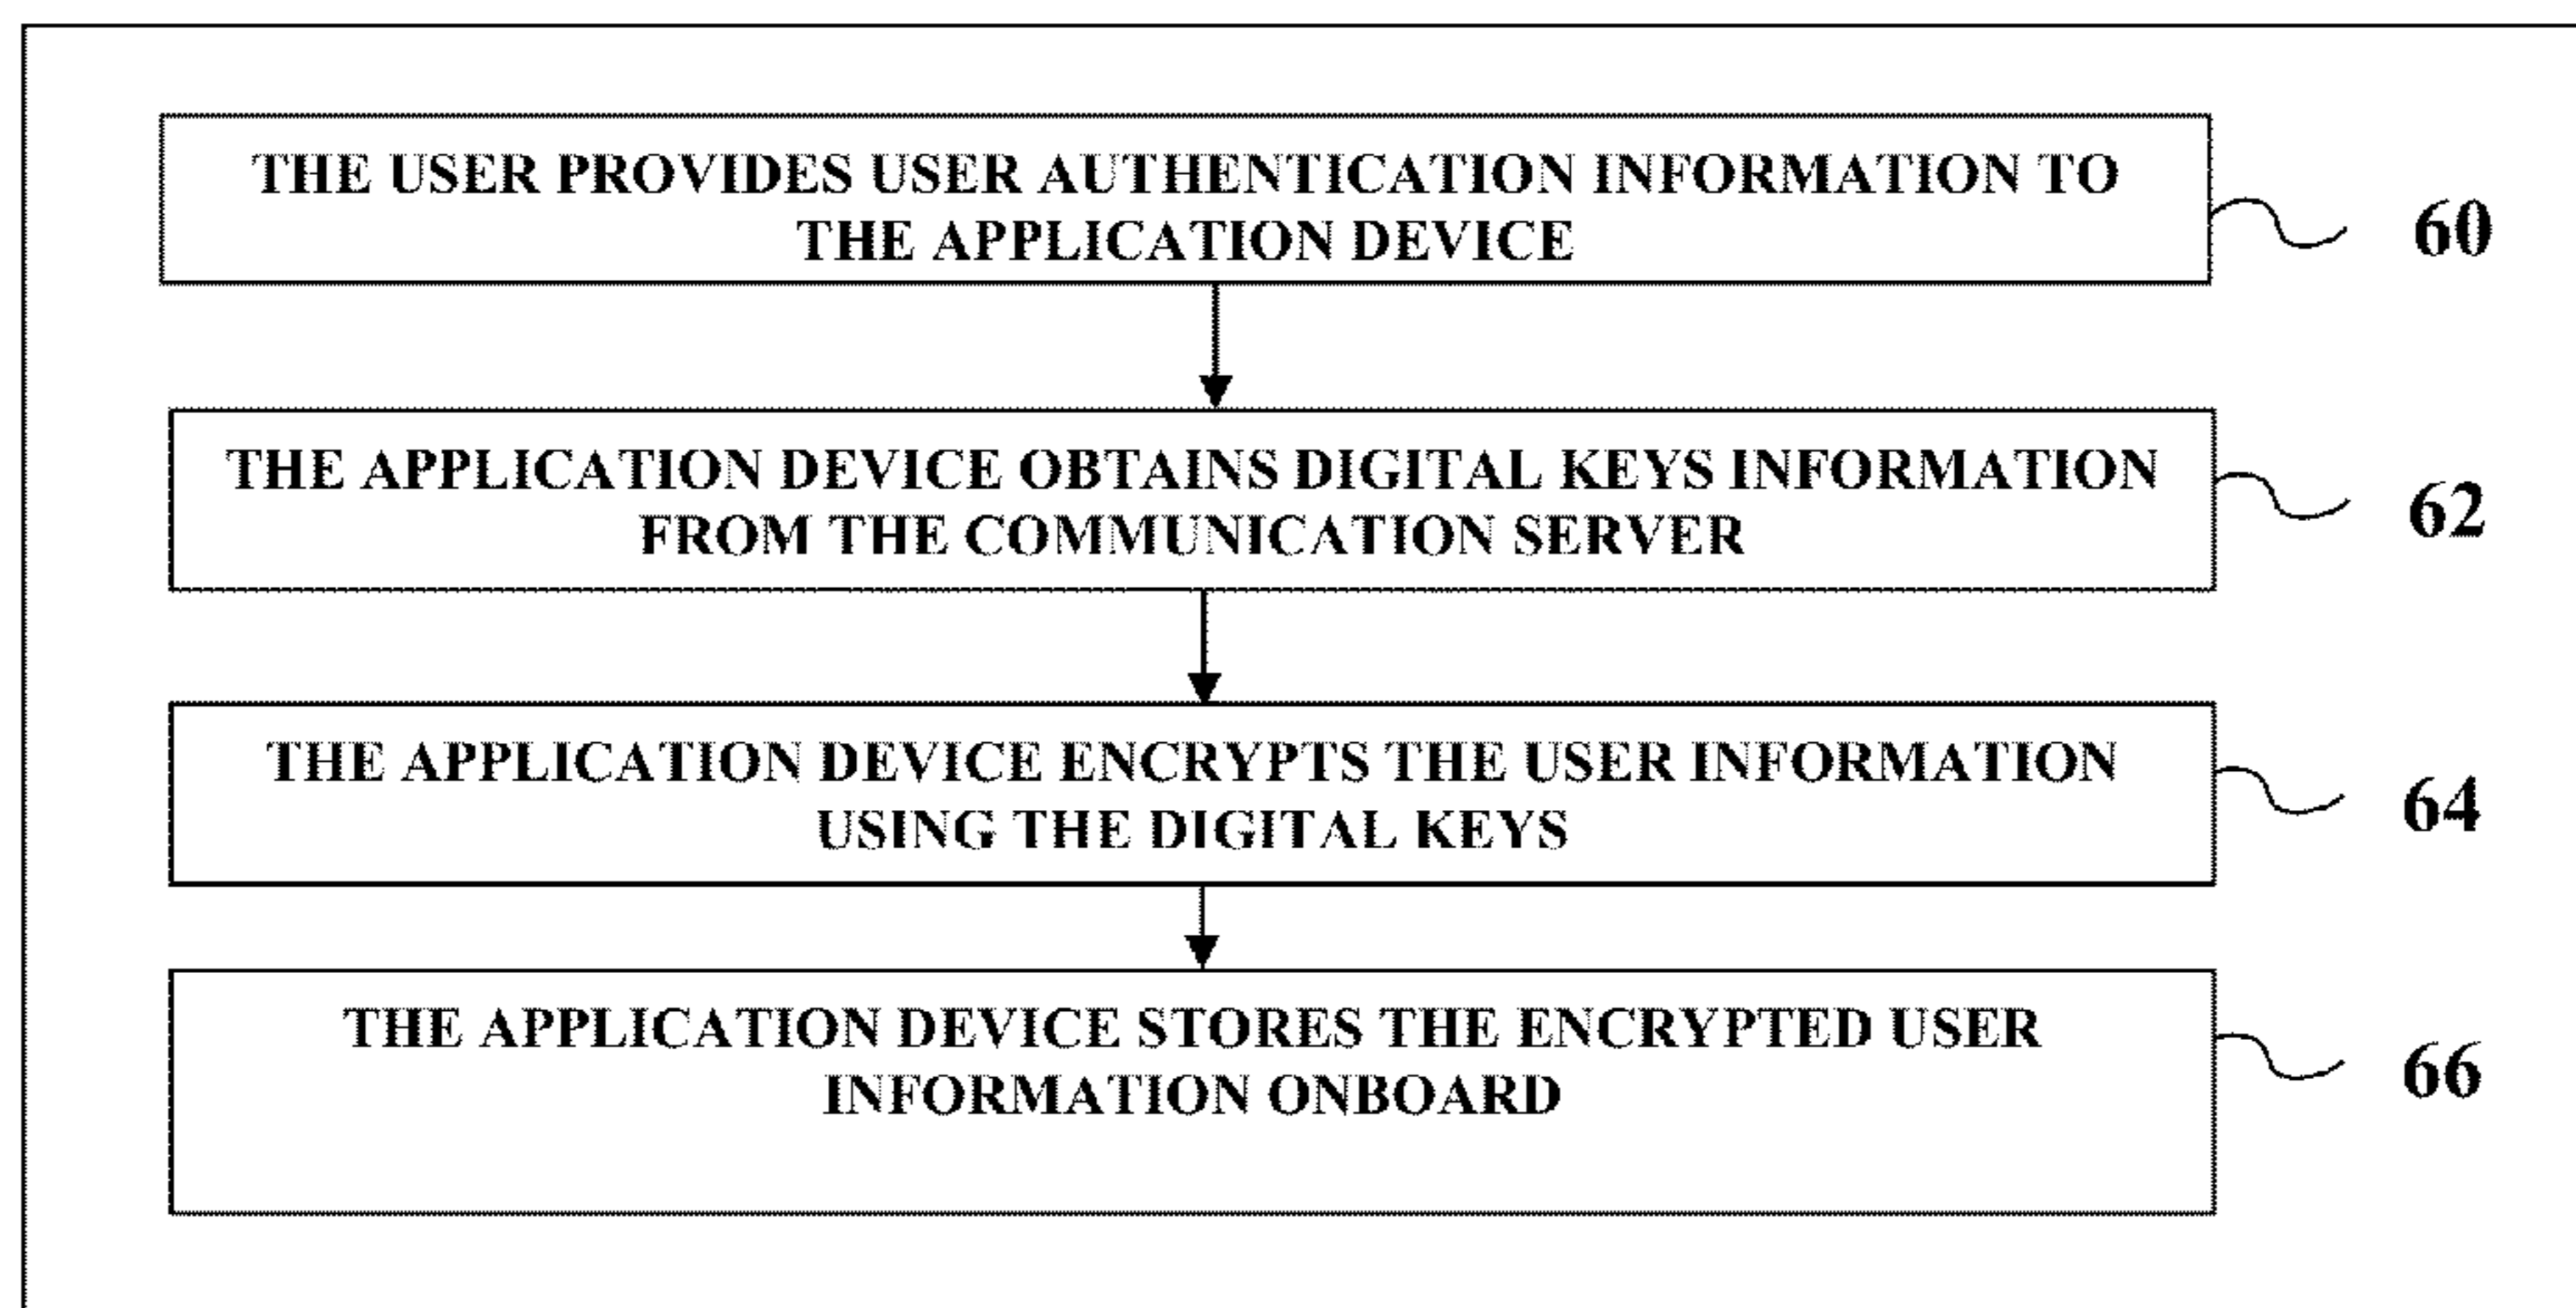 THE USER PROVIDES USER AUTHENTICATION INFORMATION TO
THE APPLICATION DEVICE
60
THE APPLICATION DEVICE OBTAINS DIGITAL KEYS INFORMATION
FROM THE COMMUNICATION SERVER
62
THE APPLICATION DEVICE ENCRYPTS THE USER INFORMATION
USING THE DIGITAL KEYS
64
THE APPLICATION DEVICE STORES THE ENCRYPTED USER
INFORMATION ONBOARD
66